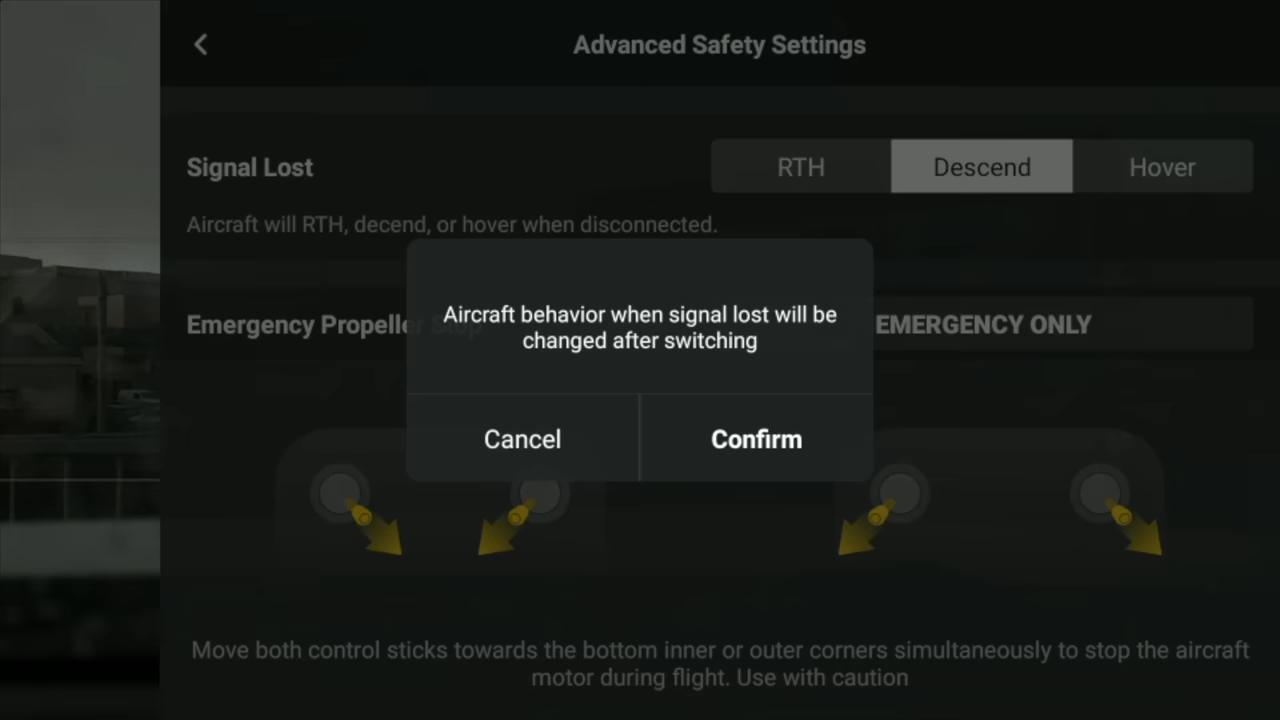 Advanced Safety Settings
Signal Lost
RTH
Descend
Hover
Aircraft will RTH, decend, or hover when disconnected.
Emergency Propeller Stop
EMERGENCY ONLY
Aircraft behavior when signal lost will be
changed after switching
Cancel
Confirm
Move both control sticks towards the bottom inner or outer corners simultaneously to stop the aircraft
motor during flight. Use with caution